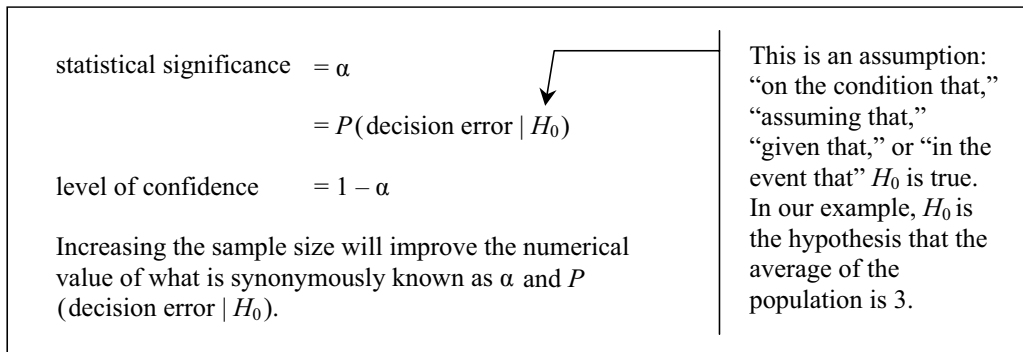 statistical significance = α
= P(decision error | H₀)
level of confidence = 1 – α
Increasing the sample size will improve the numerical
value of what is synonymously known as α and P
(decision error | H₀).
This is an assumption:
“on the condition that,”
“assuming that,”
“given that,” or “in the
event that” H₀ is true.
In our example, H₀ is
the hypothesis that the
average of the
population is 3.